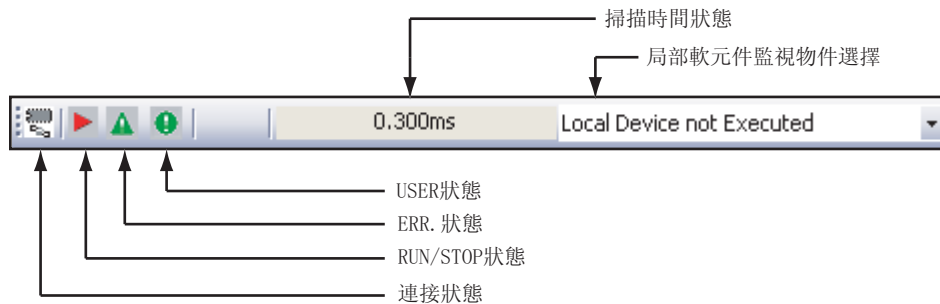 掃描時間狀態
局部軟元件監視物件選擇
0.300ms
Local Device not Executed
USER狀態
ERR.狀態
RUN/STOP狀態
連接狀態